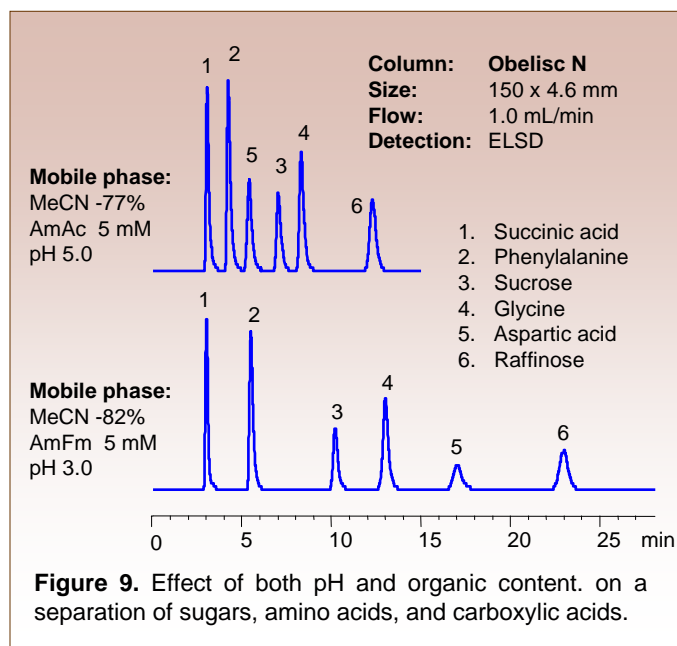 1
2
5
3
4
6
Column: Obelisc N
Size: 150 x 4.6 mm
Flow: 1.0 mL/min
Detection: ELSD
Mobile phase:
MeCN -77%
AmAc 5 mM
pH 5.0
1. Succinic acid
2. Phenylalanine
3. Sucrose
4. Glycine
5. Aspartic acid
6. Raffinose
1
2
3
4
5
6
Mobile phase:
MeCN -82%
AmFm 5 mM
pH 3.0
0 5 10 15 20 25 min
Figure 9. Effect of both pH and organic content. on a
separation of sugars, amino acids, and carboxylic acids.